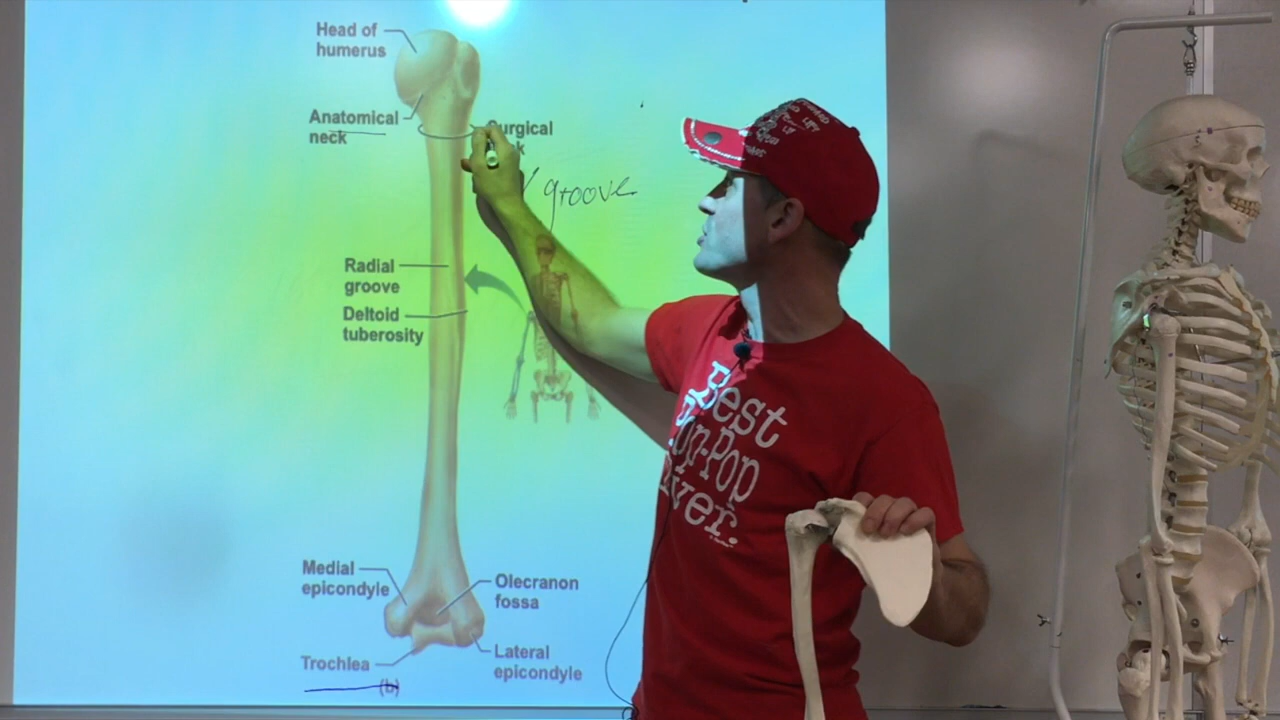 Head of
humerus
Anatomical
neck
Surgical
groove
Radial
groove
Deltoid
tuberosity
Medial
epicondyle
Olecranon
fossa
Trochlea
Lateral
epicondyle
(b)
Best
Pop
Ever.